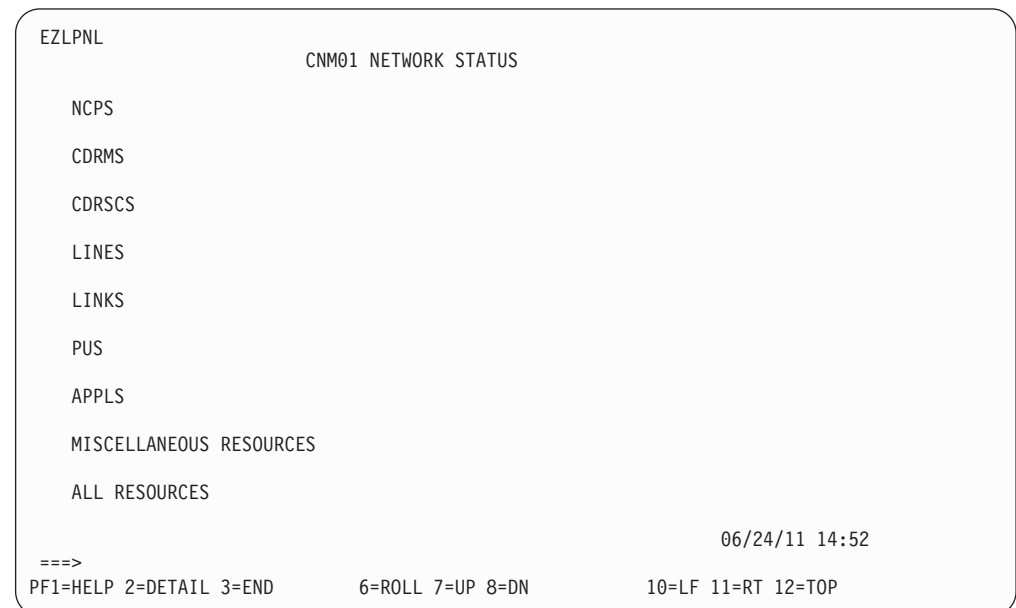 EZLPNL
CNM01 NETWORK STATUS
NCPS
CDRMS
CDRSCS
LINES
LINKS
PUS
APPLS
MISCELLANEOUS RESOURCES
ALL RESOURCES
06/24/11 14:52
===>
PF1=HELP 2=DETAIL 3=END 6=ROLL 7=UP 8=DN 10=LF 11=RT 12=TOP